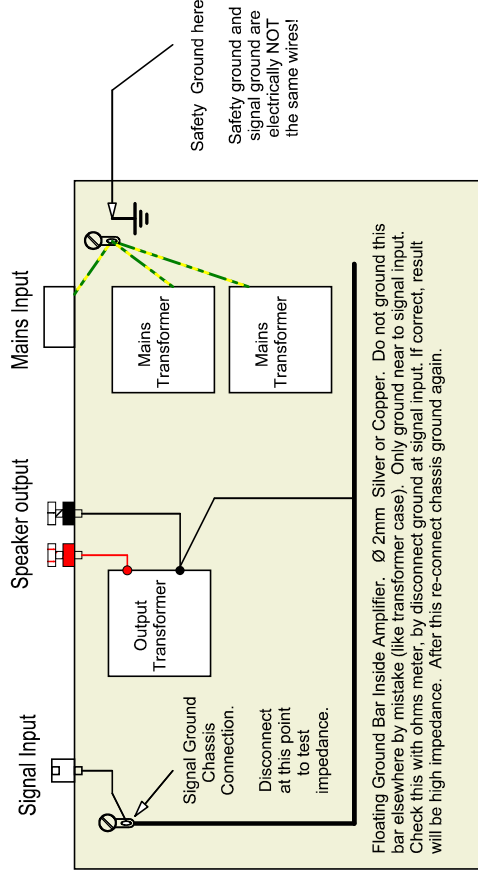 Signal Input
Speaker output
Mains Input
Safety Ground here
Safety ground and
signal ground are
electrically NOT
the same wires!
Output
Transformer
Mains
Transformer
Mains
Transformer
Signal Ground
Chassis
Connection.
Disconnect
at this point
to test
impedance.
Floating Ground Bar Inside Amplifier. Ø 2mm Silver or Copper. Do not ground this
bar elsewhere by mistake (like transformer case). Only ground near to signal input.
Check this with ohms meter, by disconnect ground at signal input. If correct, result
will be high impedance. After this re-connect chassis ground again.